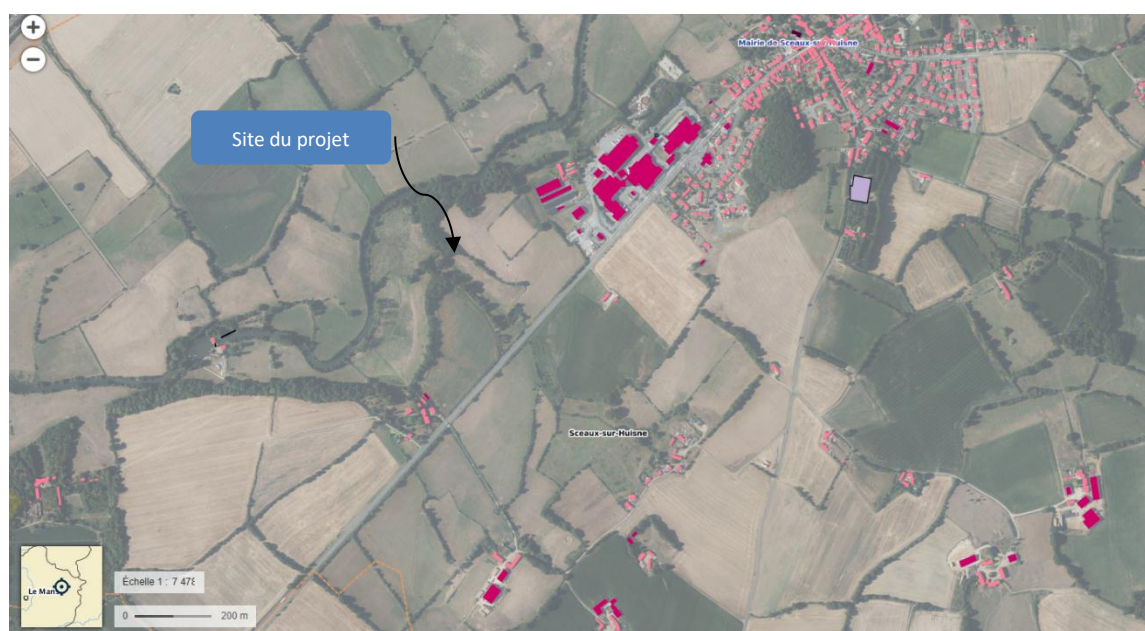 +
Mairie de Sceaux-sur-Huisne
−
Site du projet
Sceaux-sur-Huisne
Échelle 1 : 7 478
Le Mans
0 200 m